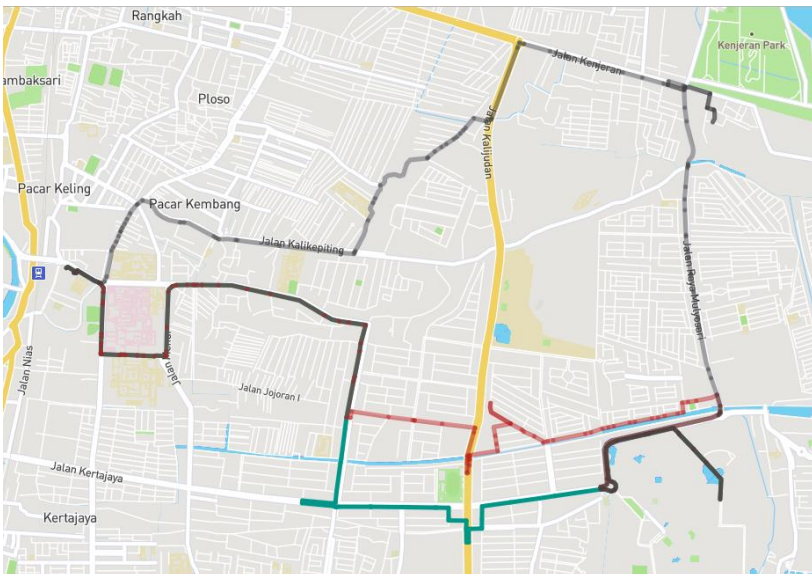 Rangkah
Kenjeran Park
Jalan Kenjeran
ambaksari
Ploso
Jalan Kalijudan
Pacar Keling
Pacar Kembang
Jalan Kalikepiting
Jalan Raya Mulyosari
Jalan Nias
Jalan
Jalan Jojoran I
Jalan Kertajaya
Kertajaya